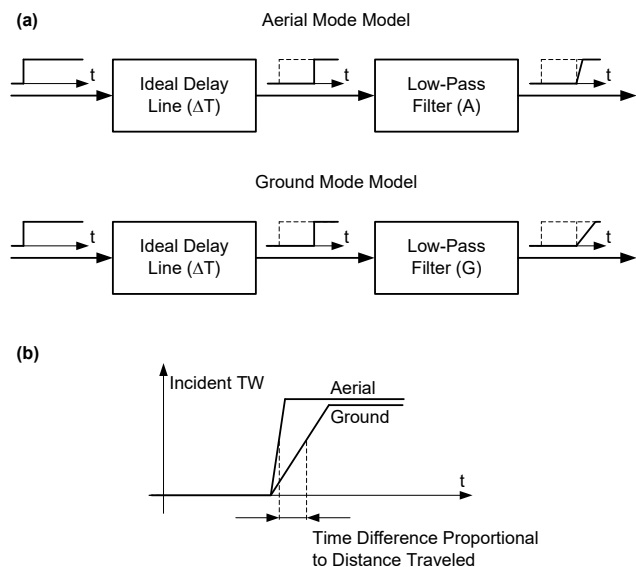 (a)
Aerial Mode Model
t
Ideal Delay
Line (ΔT)
t
Low-Pass
Filter (A)
t
Ground Mode Model
t
Ideal Delay
Line (ΔT)
t
Low-Pass
Filter (G)
t
(b)
Incident TW
Aerial
Ground
t
Time Difference Proportional
to Distance Traveled